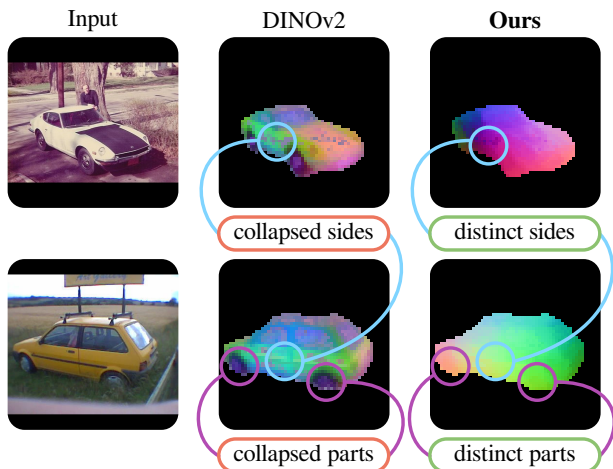 Input
DINOv2
Ours
collapsed sides
distinct sides
collapsed parts
distinct parts